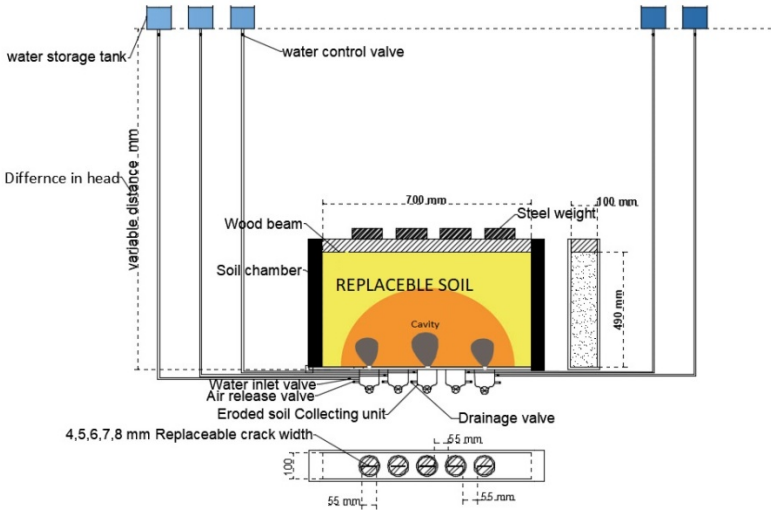 water storage tank
water control valve
Differnce in head
variable distance mm
700 mm
100 mm
Steel weight
Wood beam
Soil chamber
REPLACEBLE SOIL
Cavity
490 mm
Water inlet valve
Air release valve
Eroded soil Collecting unit
Drainage valve
4,5,6,7,8 mm Replaceable crack width
55 mm
100
55 mm
55 mm